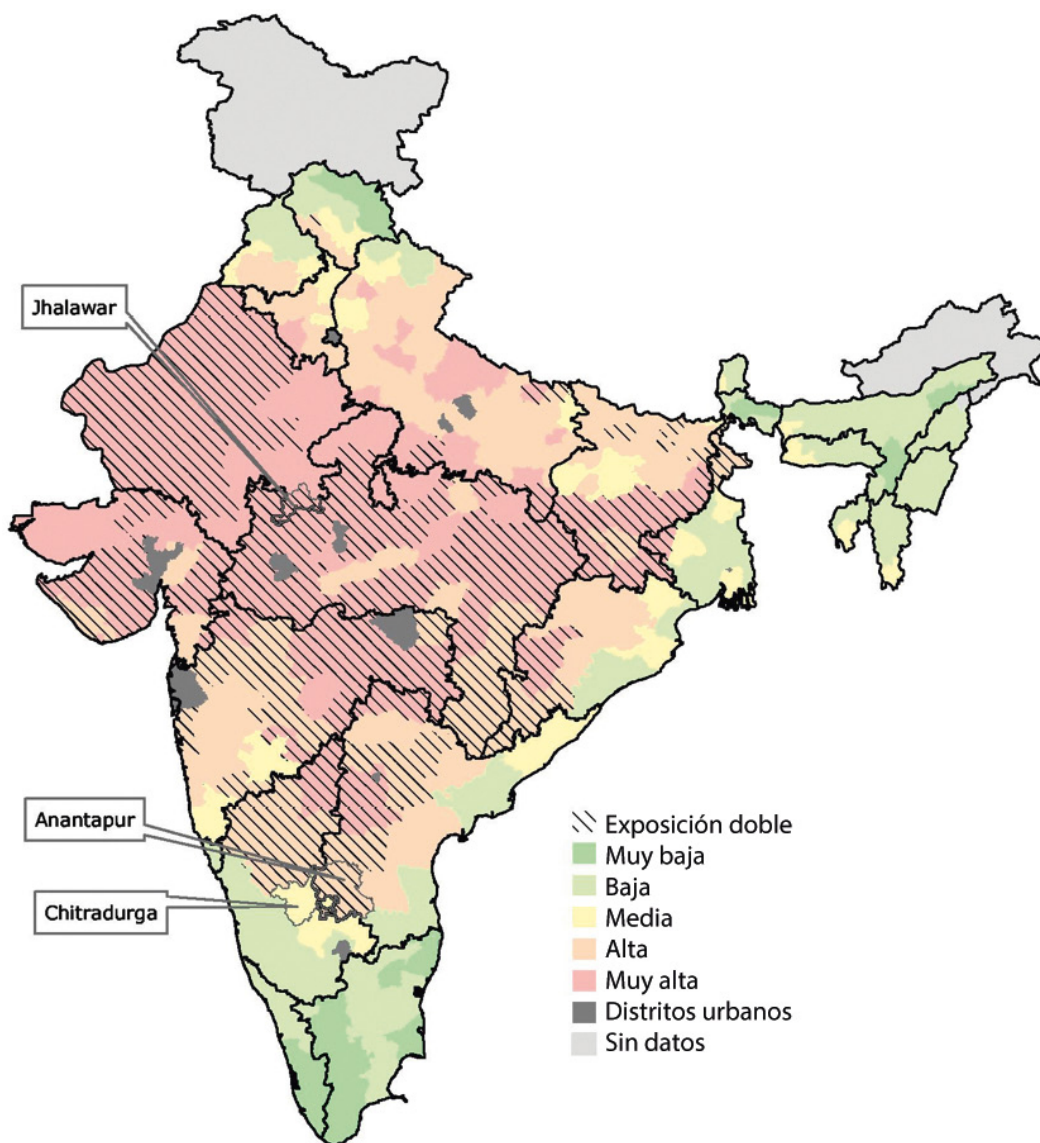 Jhalawar
Anantapur
Chitradurga
Exposición doble
Muy baja
Baja
Media
Alta
Muy alta
Distritos urbanos
Sin datos